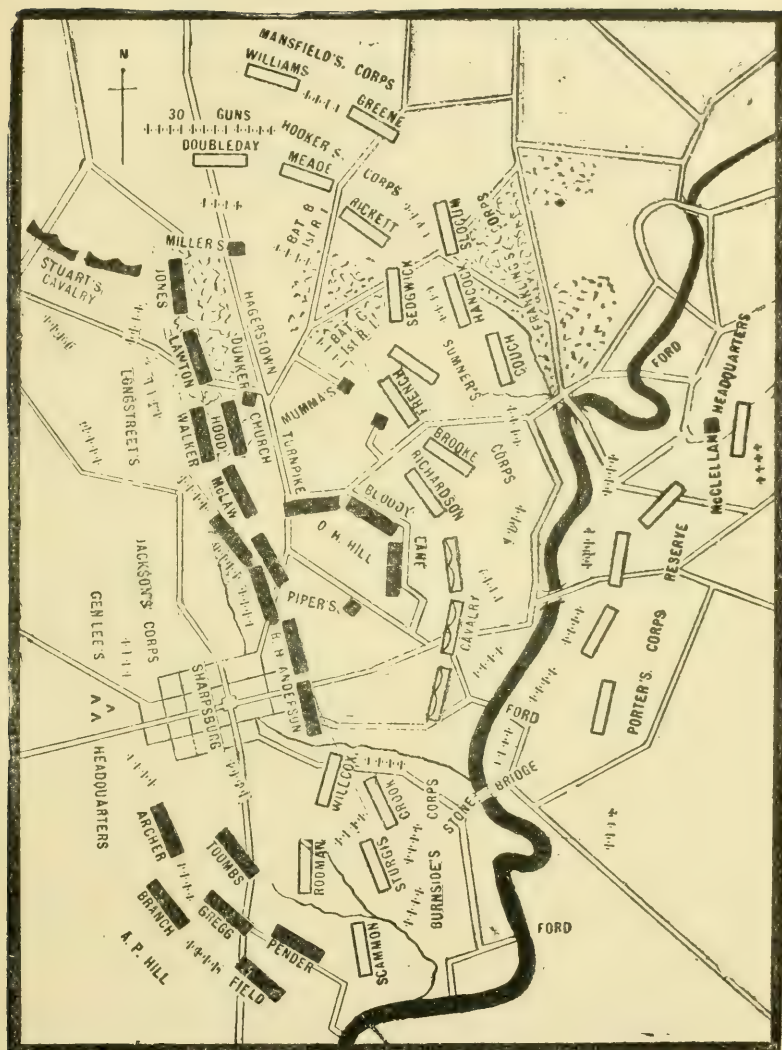 N
MANSFIELD'S. CORPS
WILLIAMS
GREENE
30 GUNS
DOUBLEDAY
HOOKER S. CORPS
MEADE
RICKETT
BAT B
1ST R I
MILLERS
STUART'S,
CAVALRY
JONES
LAWTON
HAGERSTOWN
TURNPIKE
DUNKER
CHURCH
LONGSTREET'S
WALKER
HOOD
McLAW
SLOCUM
FRANKLING'S CORPS
HANCOCK
SEDGWICK
BAT. G.
1ST R.I.
COUCH
SUMNER'S
CORPS
FRENCH
MUMMA'S
BROOKE
RICHARDSON
BLOODY
LANE
D. H. HILL
PIPER'S,
CAVALRY
FORD
McCLELLAN HEADQUARTERS
RESERVE
PORTER'S. CORPS
JACKSON'S CORPS
GEN LEE'S
HEADQUARTERS
SHARPSBURG
R. H. ANDERSON
FORD
STONE BRIDGE
WILLCOX
CROOK
STURGIS
BURNSIDE'S
CORPS
RODMAN
SCAMMON
FORD
ARCHER
TOOMBS
BRANCH
GREGG
PENDER
A. P. HILL
FIELD